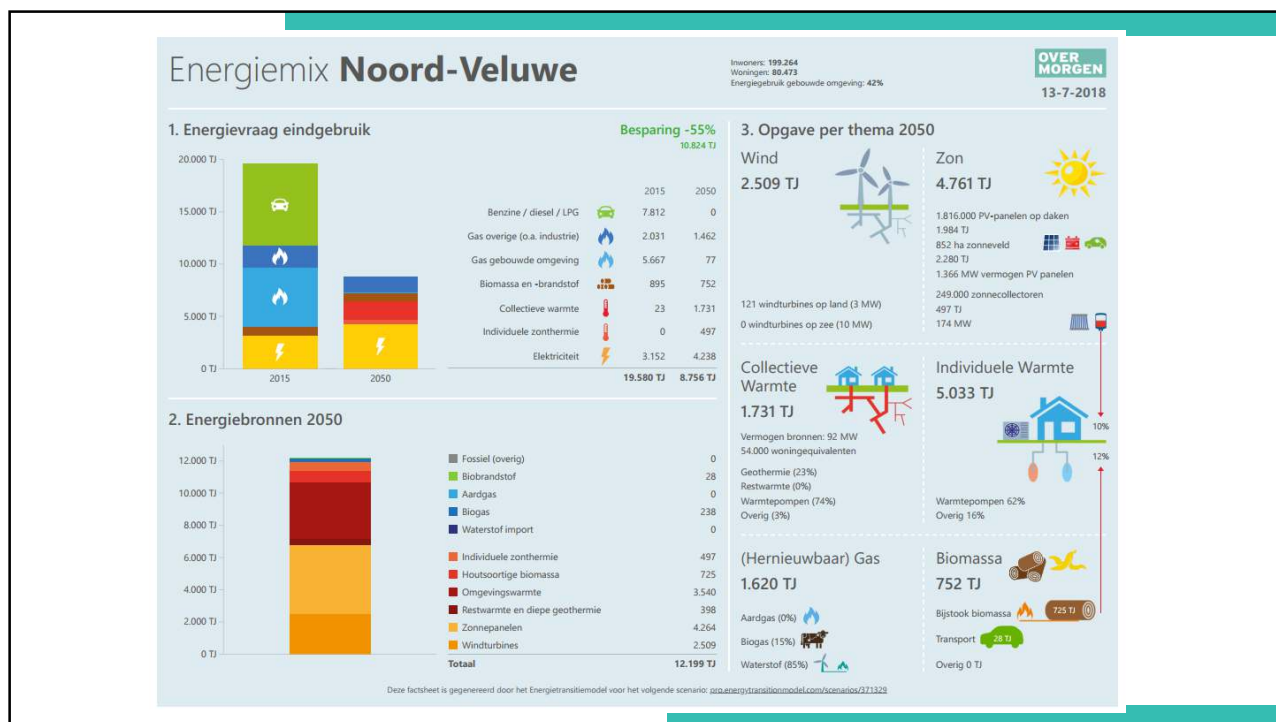 Energiemix Noord-Veluwe
Inwoners: 199.264
Woningen: 80.473
Energiegebruik gebouwde omgeving: 42%
OVER
MORGEN
13-7-2018
1. Energievraag eindgebruik
Besparing -55%
10.824 TJ
20.000 TJ
15.000 TJ
10.000 TJ
5.000 TJ
0 TJ
2015
2050
2015 2050
Benzine / diesel / LPG 7.812 0
Gas overige (o.a. industrie) 2.031 1.462
Gas gebouwde omgeving 5.667 77
Biomassa en -brandstof 895 752
Collectieve warmte 23 1.731
Individuele zonthermie 0 497
Elektriciteit 3.152 4.238
19.580 TJ 8.756 TJ
2. Energiebronnen 2050
12.000 TJ
10.000 TJ
8.000 TJ
6.000 TJ
4.000 TJ
2.000 TJ
0 TJ
Fossiel (overig) 0
Biobrandstof 28
Aardgas 0
Biogas 238
Waterstof import 0
Individuele zonthermie 497
Houtsoortige biomassa 725
Omgevingswarmte 3.540
Restwarmte en diepe geothermie 398
Zonnepanelen 4.264
Windturbines 2.509
Totaal 12.199 TJ
3. Opgave per thema 2050
Wind
2.509 TJ
121 windturbines op land (3 MW)
0 windturbines op zee (10 MW)
Zon
4.761 TJ
1.816.000 PV-panelen op daken
1.984 TJ
852 ha zonneveld
2.280 TJ
1.366 MW vermogen PV panelen
249.000 zonnecollectoren
497 TJ
174 MW
Collectieve
Warmte
1.731 TJ
Vermogen bronnen: 92 MW
54.000 woningequivalenten
Geothermie (23%)
Restwarmte (0%)
Warmtepompen (74%)
Overig (3%)
Individuele Warmte
5.033 TJ
10%
12%
Warmtepompen 62%
Overig 16%
(Hernieuwbaar) Gas
1.620 TJ
Aardgas (0%)
Biogas (15%)
Waterstof (85%)
Biomassa
752 TJ
Bijstook biomassa 725 TJ
Transport 28 TJ
Overig 0 TJ
Deze factsheet is gegenereerd door het Energietransitiemodel voor het volgende scenario: pro.energytransitionmodel.com/scenarios/371329